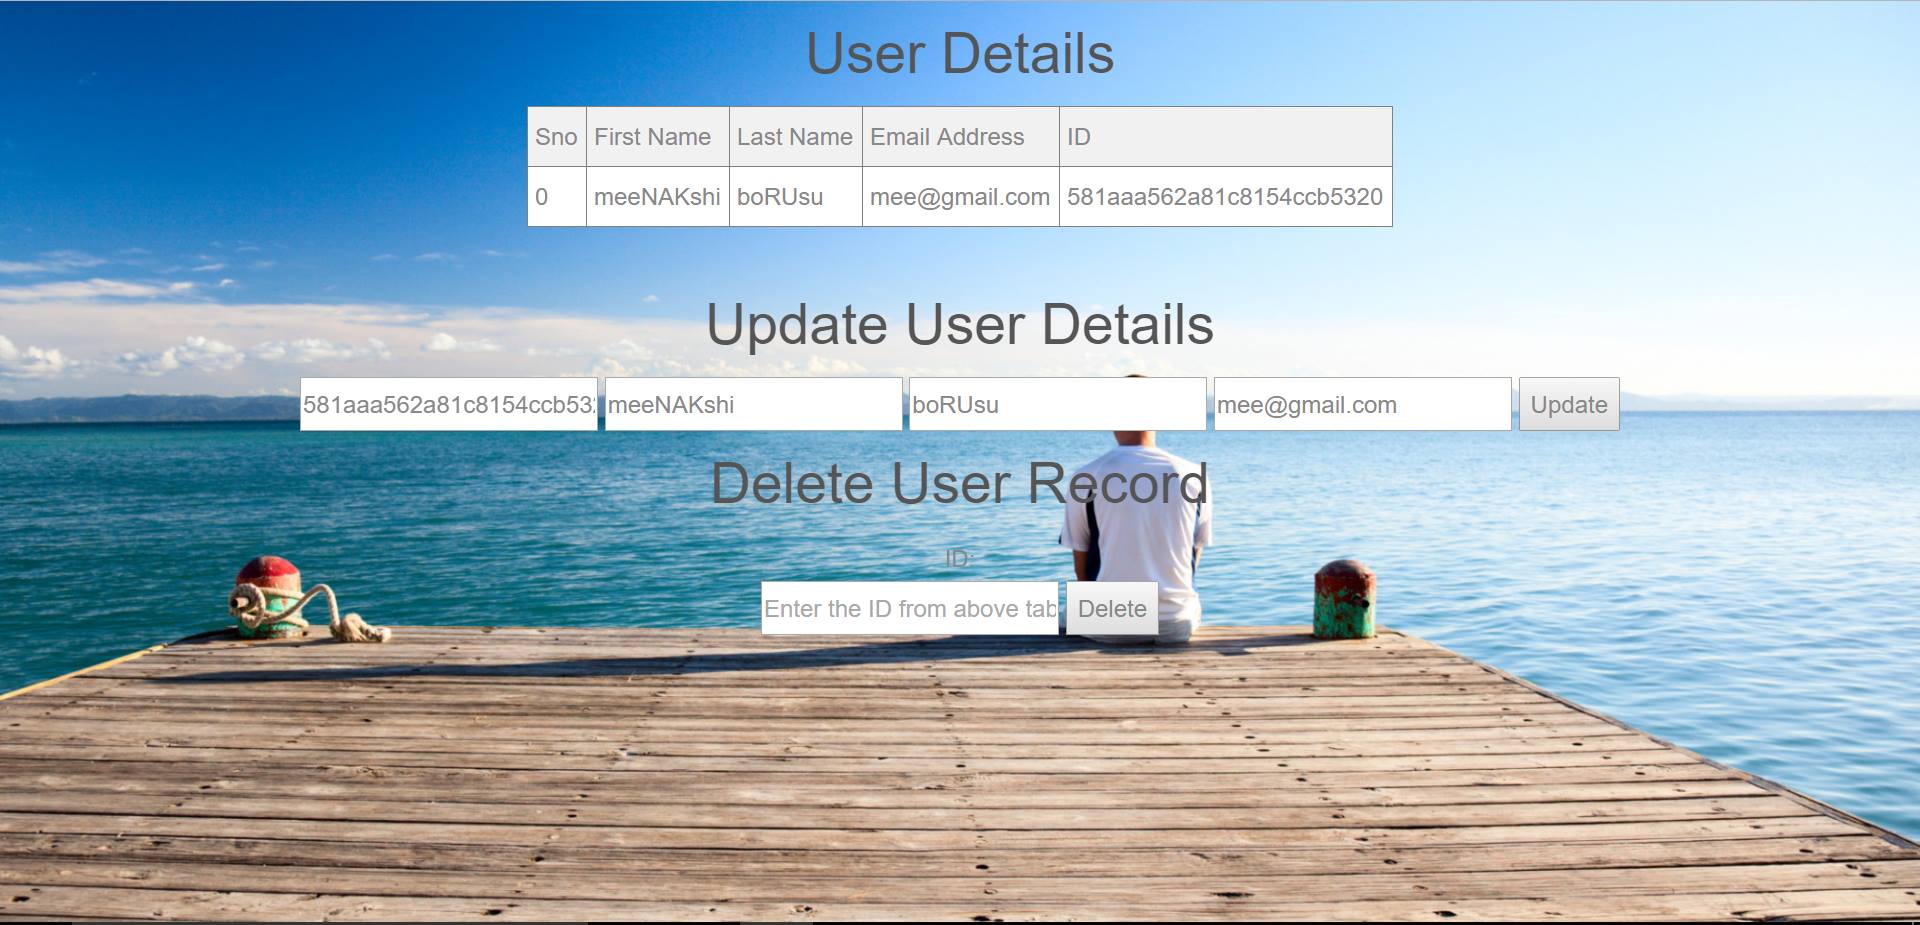 User Details
Sno First Name Last Name Email Address ID
0 meeNAKshi boRUsu mee@gmail.com 581aaa562a81c8154ccb5320
Update User Details
581aaa562a81c8154ccb53 meeNAKshi boRUsu mee@gmail.com Update
Delete User Record
ID:
Enter the ID from above tab Delete